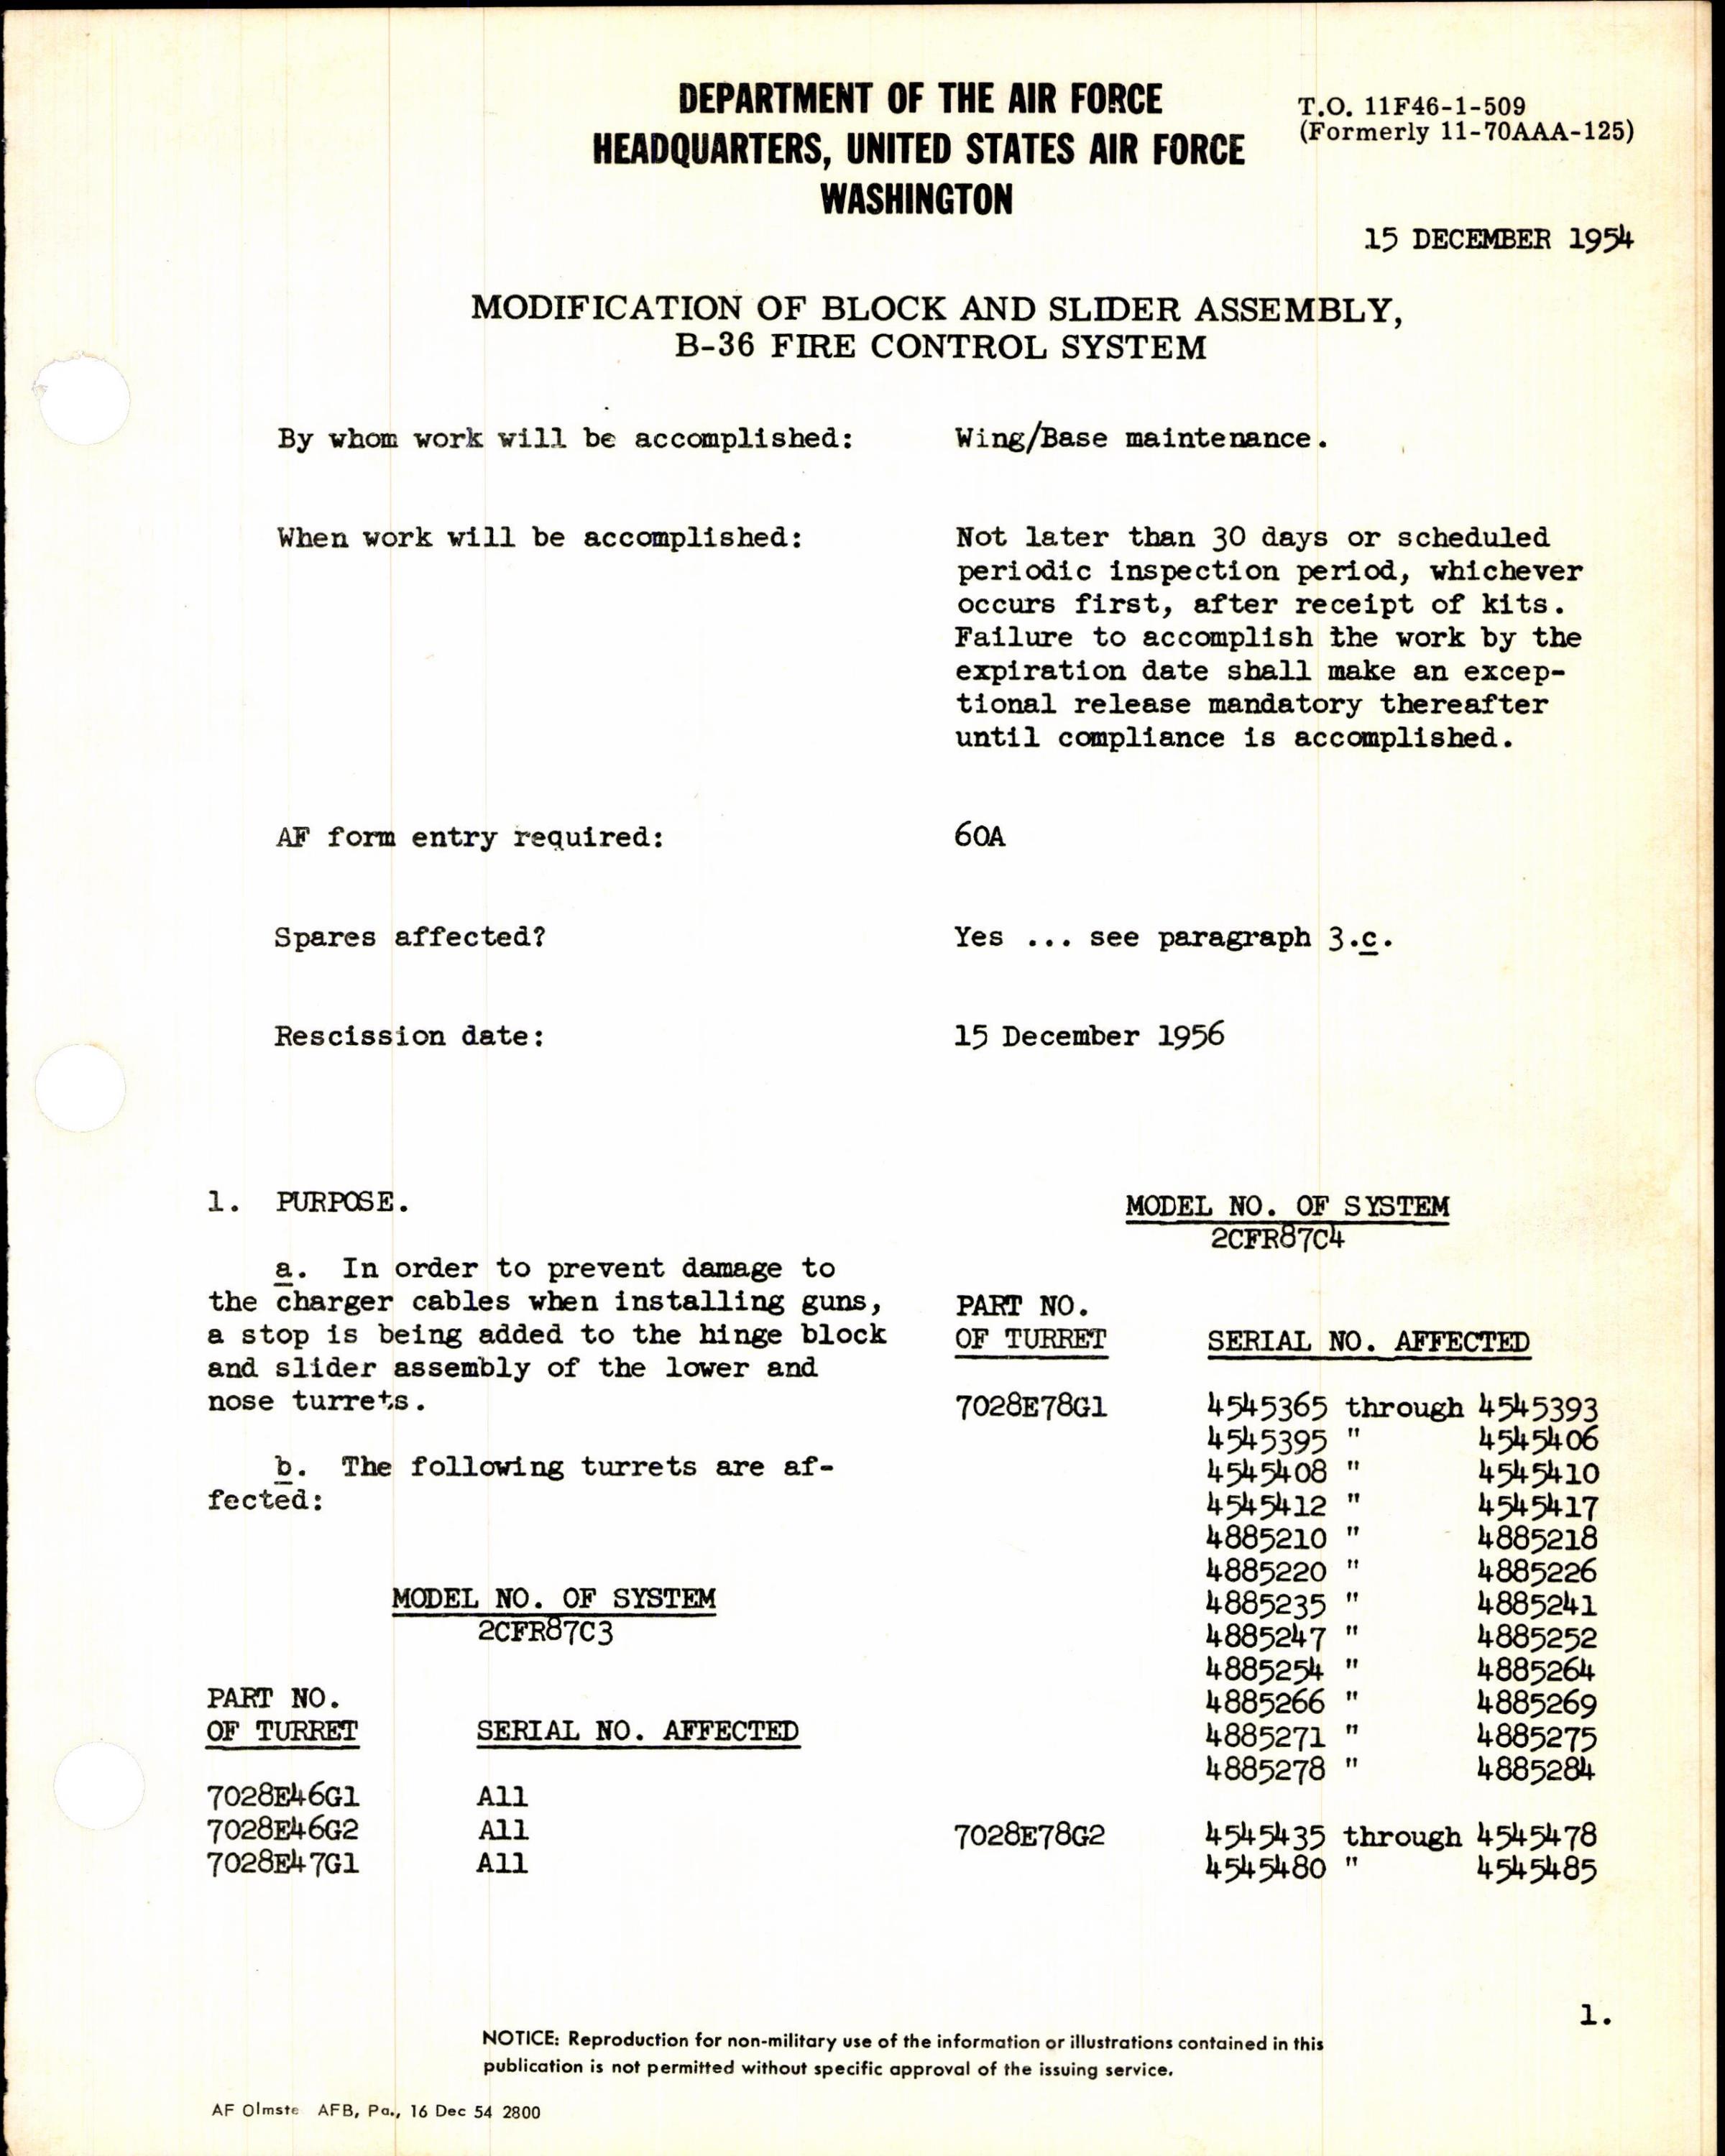 DEPARTMENT OF THE AIR FORCE
HEADQUARTERS, UNITED STATES AIR FORCE
WASHINGTON
T.O. 11F46-1-509
(Formerly 11-70AAA-125)
15 DECEMBER 1954
MODIFICATION OF BLOCK AND SLIDER ASSEMBLY,
B-36 FIRE CONTROL SYSTEM
By whom work will be accomplished: Wing/Base maintenance.
When work will be accomplished: Not later than 30 days or scheduled
periodic inspection period, whichever
occurs first, after receipt of kits.
Failure to accomplish the work by the
expiration date shall make an excep-
tional release mandatory thereafter
until compliance is accomplished.
AF form entry required: 60A
Spares affected? Yes ... see paragraph 3.c.
Rescission date: 15 December 1956
1. PURPOSE.
a. In order to prevent damage to
the charger cables when installing guns,
a stop is being added to the hinge block
and slider assembly of the lower and
nose turrets.
b. The following turrets are af-
fected:
MODEL NO. OF SYSTEM
2CFR87C3
PART NO.
OF TURRET SERIAL NO. AFFECTED
7028E46G1 All
7028E46G2 All
7028E47G1 All
MODEL NO. OF SYSTEM
2CFR87C4
PART NO.
OF TURRET SERIAL NO. AFFECTED
7028E78G1 4545365 through 4545393
4545395 " 4545406
4545408 " 4545410
4545412 " 4545417
4885210 " 4885218
4885220 " 4885226
4885235 " 4885241
4885247 " 4885252
4885254 " 4885264
4885266 " 4885269
4885271 " 4885275
4885278 " 4885284
7028E78G2 4545435 through 4545478
4545480 " 4545485
1.
NOTICE: Reproduction for non-military use of the information or illustrations contained in this
publication is not permitted without specific approval of the issuing service.
AF Olmste AFB, Pa., 16 Dec 54 2800